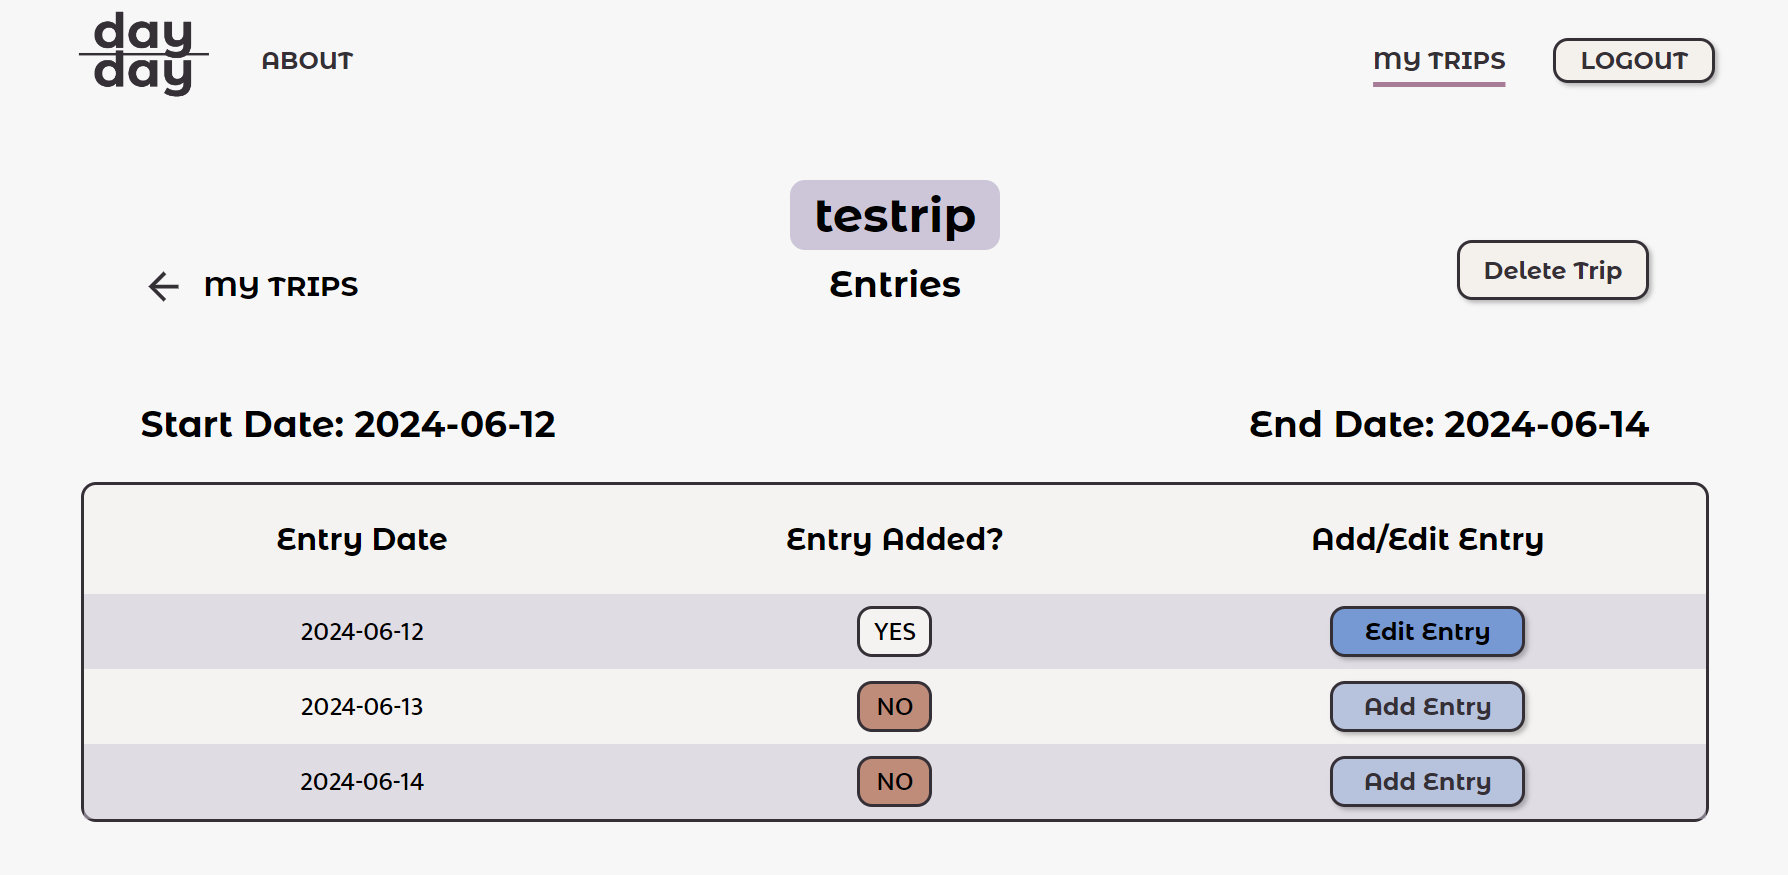 day
day
ABOUT
MY TRIPS
LOGOUT
testrip
MY TRIPS
Entries
Delete Trip
Start Date: 2024-06-12
End Date: 2024-06-14
Entry Date
Entry Added?
Add/Edit Entry
2024-06-12
YES
Edit Entry
2024-06-13
NO
Add Entry
2024-06-14
NO
Add Entry